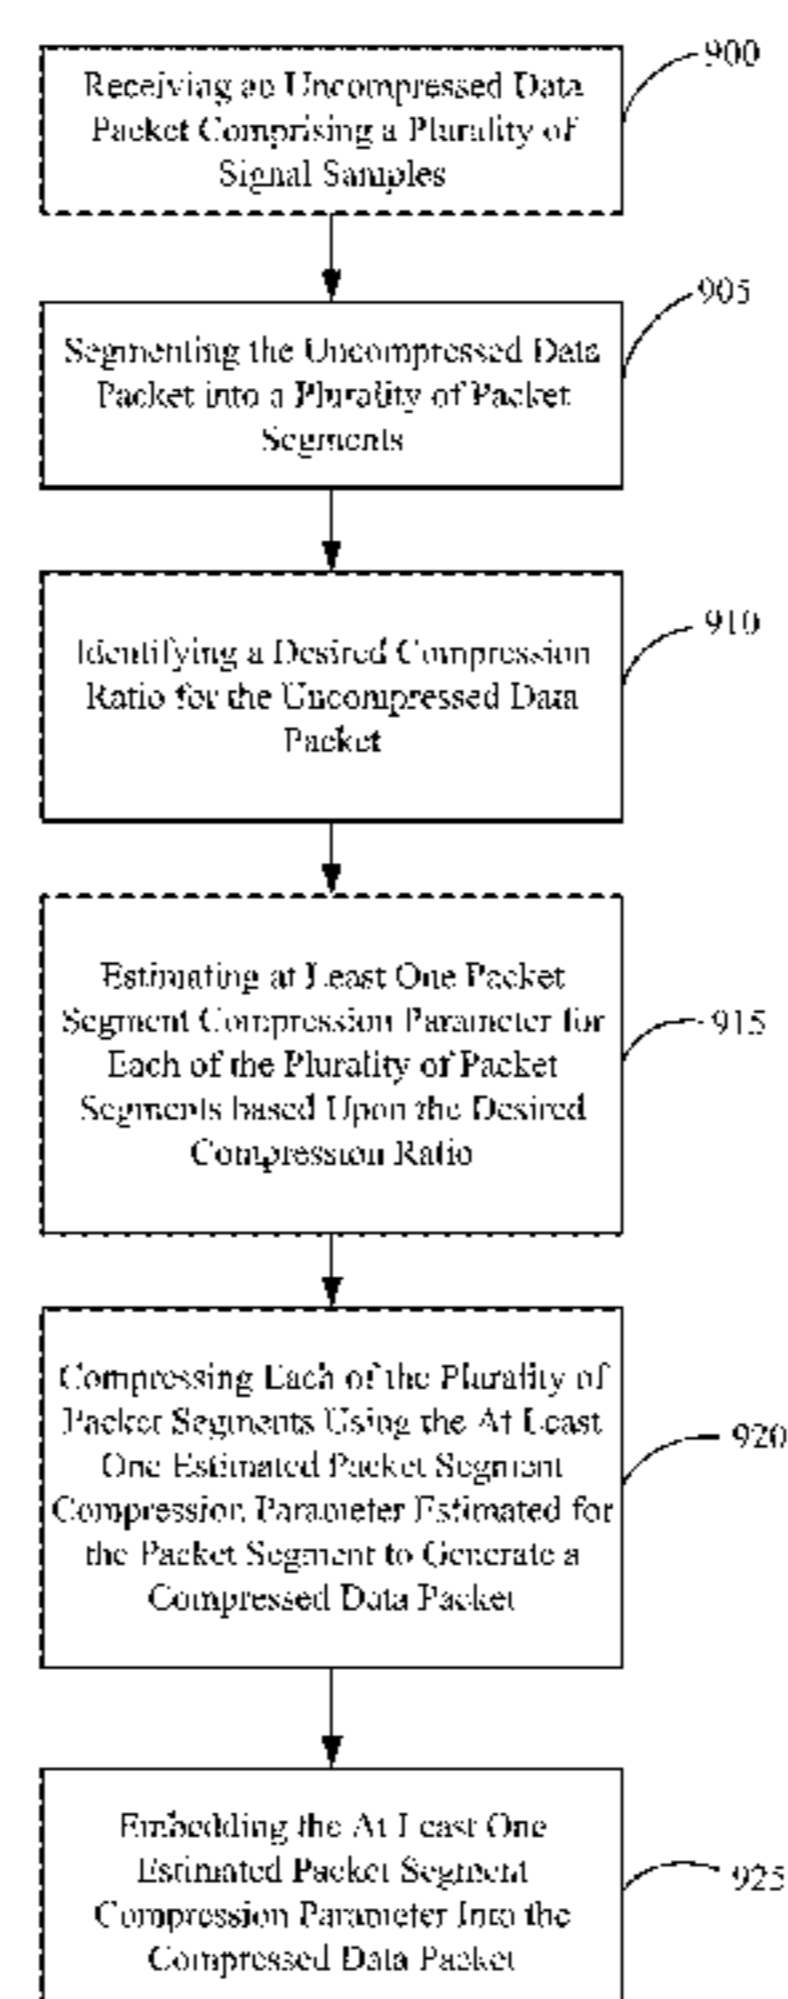 900
Receiving an Uncompressed Data
Packet Comprising a Plurality of
Signal Samples
905
Segmenting the Uncompressed Data
Packet into a Plurality of Packet
Segments
910
Identifying a Desired Compression
Ratio for the Uncompressed Data
Packet
Estimating at Least One Packet
Segment Compression Parameter for
Each of the Plurality of Packet
Segments based Upon the Desired
Compression Ratio
915
Compressing Each of the Plurality of
Packet Segments Using the At Least
One Estimated Packet Segment
Compression Parameter Estimated for
the Packet Segment to Generate a
Compressed Data Packet
920
Embedding the At Least One
Estimated Packet Segment
Compression Parameter Into the
Compressed Data Packet
925